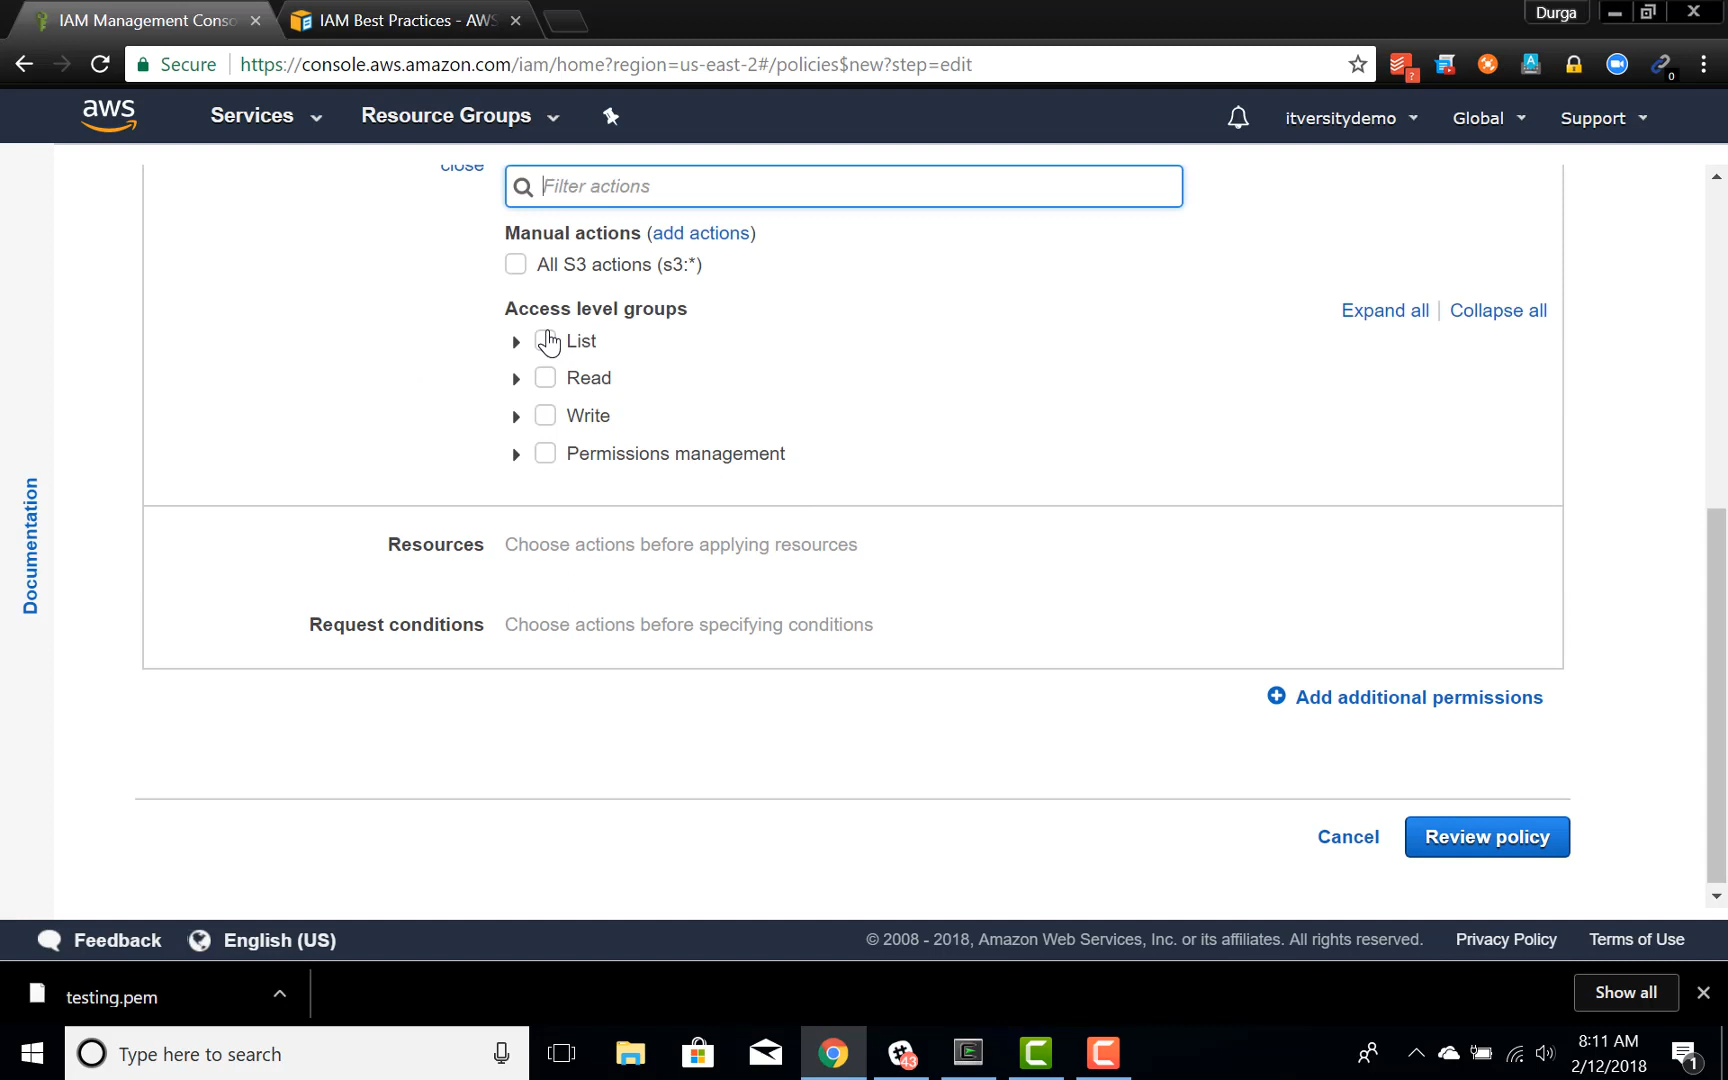 IAM Management Conso
IAM Best Practices - AWS
Durga
Secure
https://console.aws.amazon.com/iam/home?region=us-east-2#/policies$new?step=edit
?
0
aws
Services
Resource Groups
itversitydemo
Global
Support
close
Filter actions
Manual actions (add actions)
All S3 actions (s3:*)
Access level groups
Expand all
Collapse all
List
Read
Write
Permissions management
Documentation
Resources
Choose actions before applying resources
Request conditions
Choose actions before specifying conditions
Add additional permissions
Cancel
Review policy
Feedback
English (US)
© 2008 - 2018, Amazon Web Services, Inc. or its affiliates. All rights reserved.
Privacy Policy
Terms of Use
testing.pem
Show all
Type here to search
43
8:11 AM
2/12/2018
1